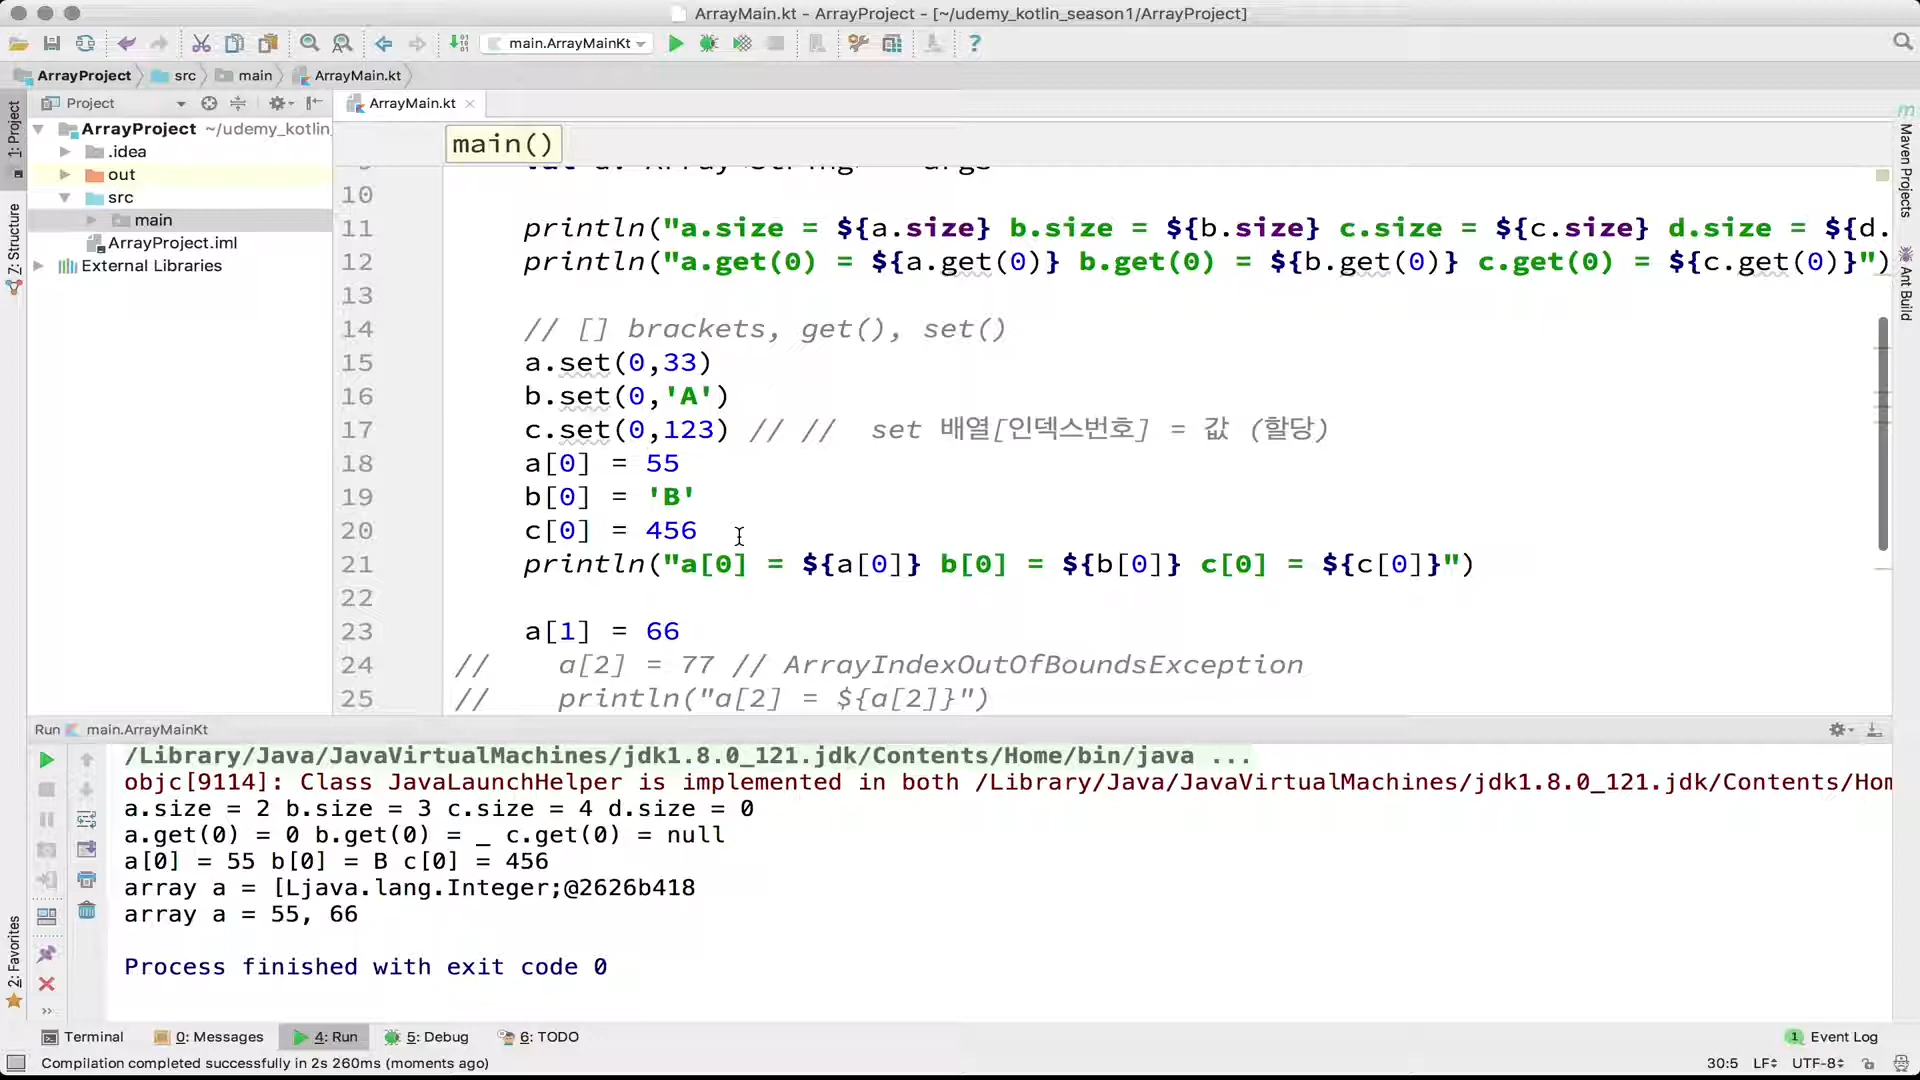 ArrayMain.kt - ArrayProject - [~/udemy_kotlin_season1/ArrayProject]
main.ArrayMainKt
ArrayProject src main ArrayMain.kt
Project
ArrayMain.kt
1: Project
Z: Structure
2: Favorites
ArrayProject ~/udemy_kotlin_
.idea
out
src
main
ArrayProject.iml
External Libraries
Maven Projects
Ant Build
main()
10
11 println("a.size = ${a.size} b.size = ${b.size} c.size = ${c.size} d.size = ${d.
12 println("a.get(0) = ${a.get(0)} b.get(0) = ${b.get(0)} c.get(0) = ${c.get(0)}")
13
14 // [] brackets, get(), set()
15 a.set(0,33)
16 b.set(0,'A')
17 c.set(0,123) // // set 배열[인덱스번호] = 값 (할당)
18 a[0] = 55
19 b[0] = 'B'
20 c[0] = 456
21 println("a[0] = ${a[0]} b[0] = ${b[0]} c[0] = ${c[0]}")
22
23 a[1] = 66
24 // a[2] = 77 // ArrayIndexOutOfBoundsException
25 // println("a[2] = ${a[2]}")
Run main.ArrayMainKt
/Library/Java/JavaVirtualMachines/jdk1.8.0_121.jdk/Contents/Home/bin/java ...
objc[9114]: Class JavaLaunchHelper is implemented in both /Library/Java/JavaVirtualMachines/jdk1.8.0_121.jdk/Contents/Hom
a.size = 2 b.size = 3 c.size = 4 d.size = 0
a.get(0) = 0 b.get(0) = _ c.get(0) = null
a[0] = 55 b[0] = B c[0] = 456
array a = [Ljava.lang.Integer;@2626b418
array a = 55, 66
Process finished with exit code 0
Terminal 0: Messages 4: Run 5: Debug 6: TODO 1 Event Log
Compilation completed successfully in 2s 260ms (moments ago) 30:5 LF UTF-8